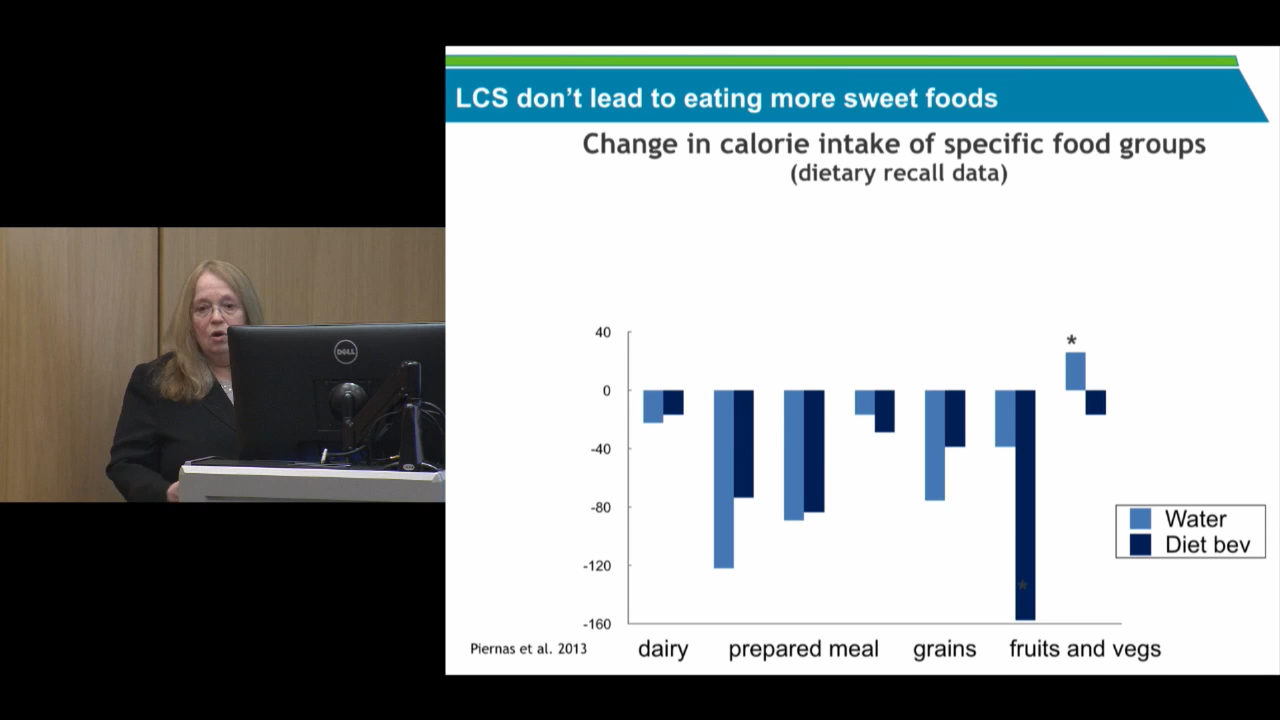 LCS don't lead to eating more sweet foods
Change in calorie intake of specific food groups
(dietary recall data)
40
0
-40
-80
-120
-160
*
*
Water
Diet bev
dairy
prepared meal
grains
fruits and vegs
Piernas et al. 2013
DELL